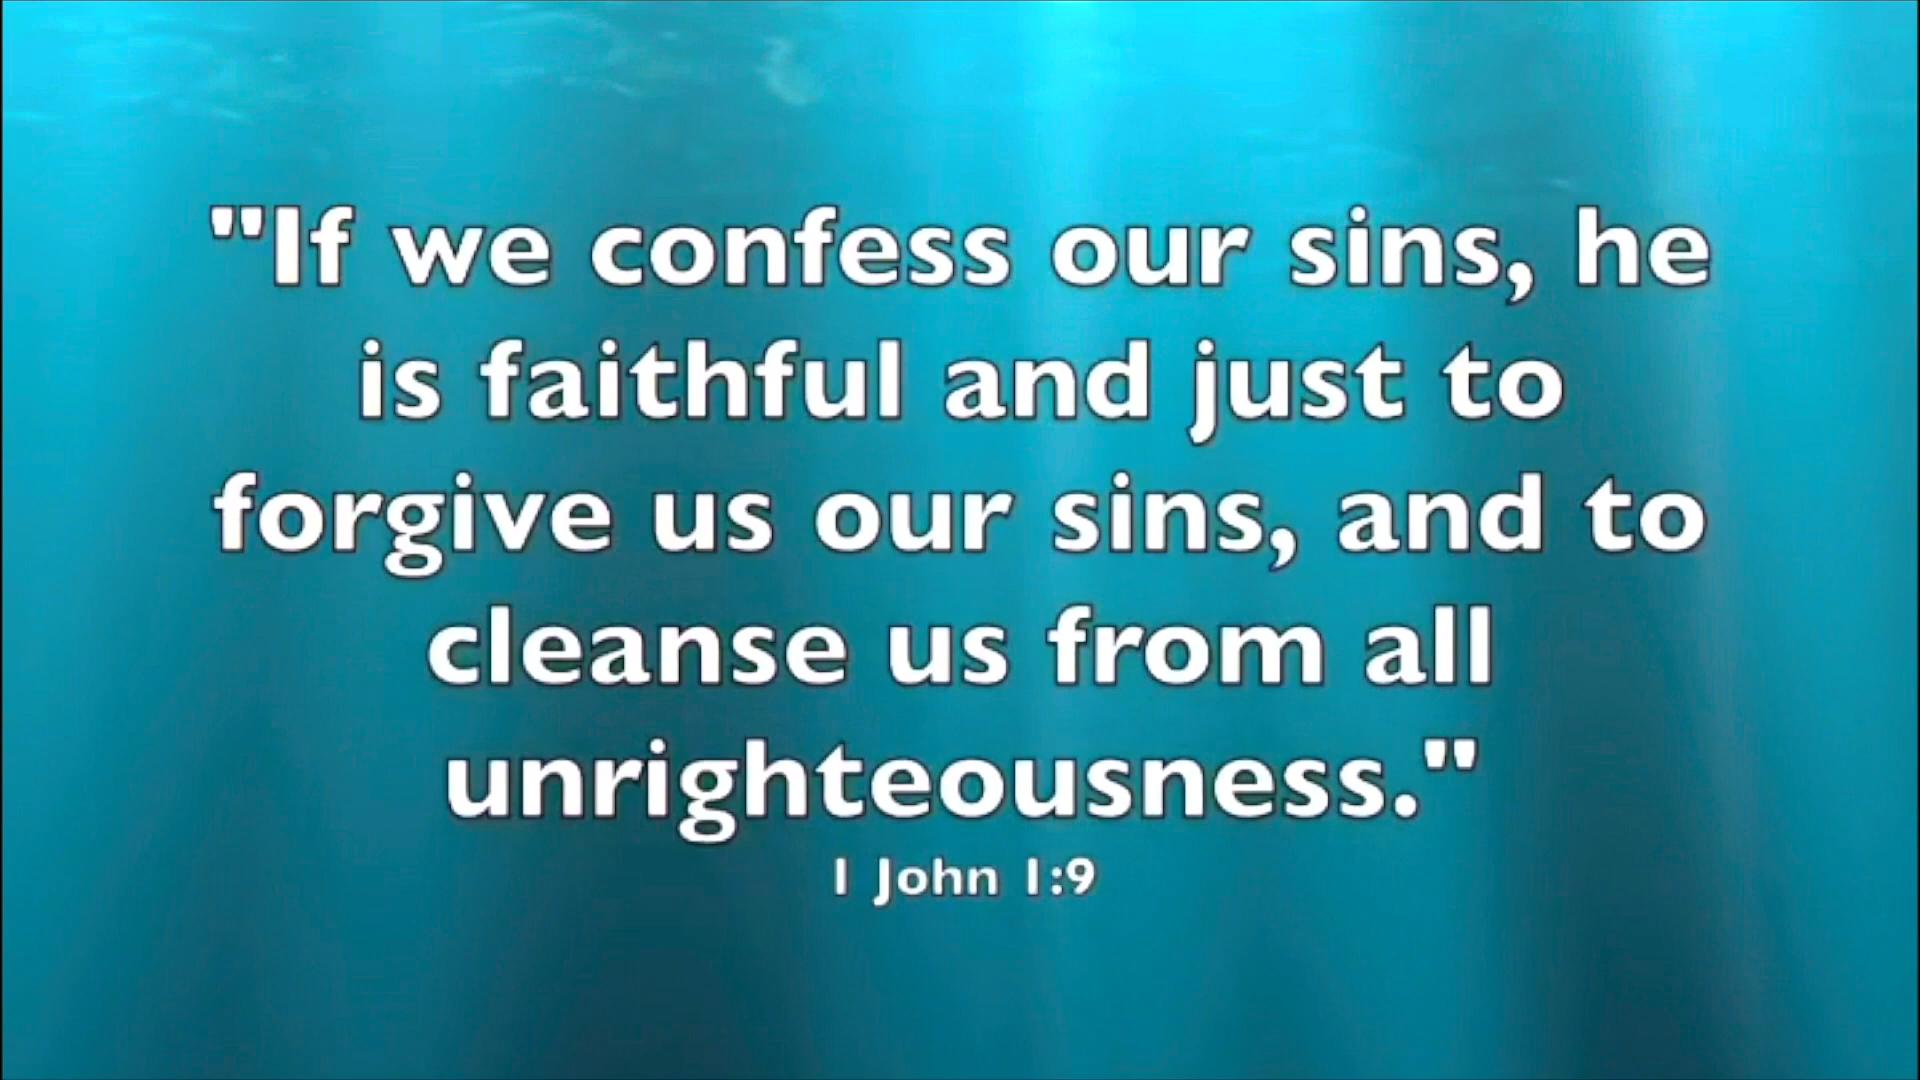 "If we confess our sins, he
is faithful and just to
forgive us our sins, and to
cleanse us from all
unrighteousness."
1 John 1:9